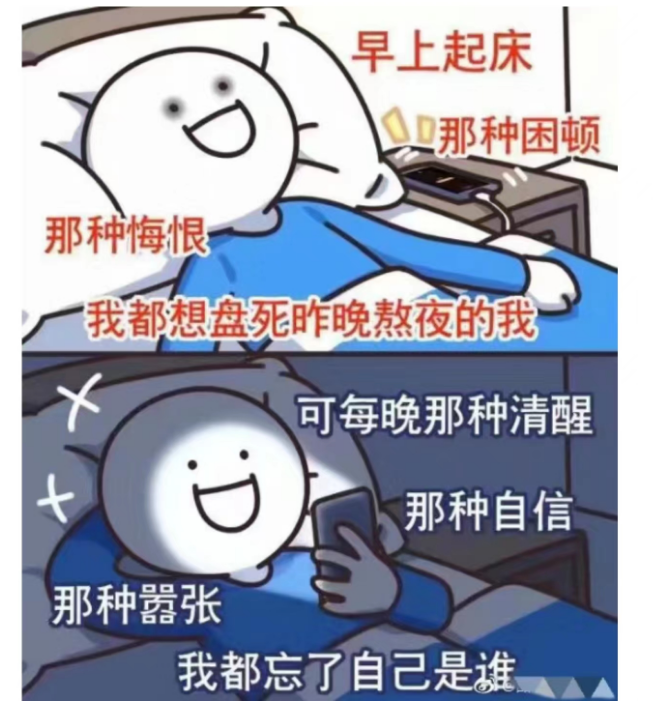 早上起床
那种困顿
那种悔恨
我都想盘死昨晚熬夜的我
可每晚那种清醒
那种自信
那种嚣张
我都忘了自己是谁